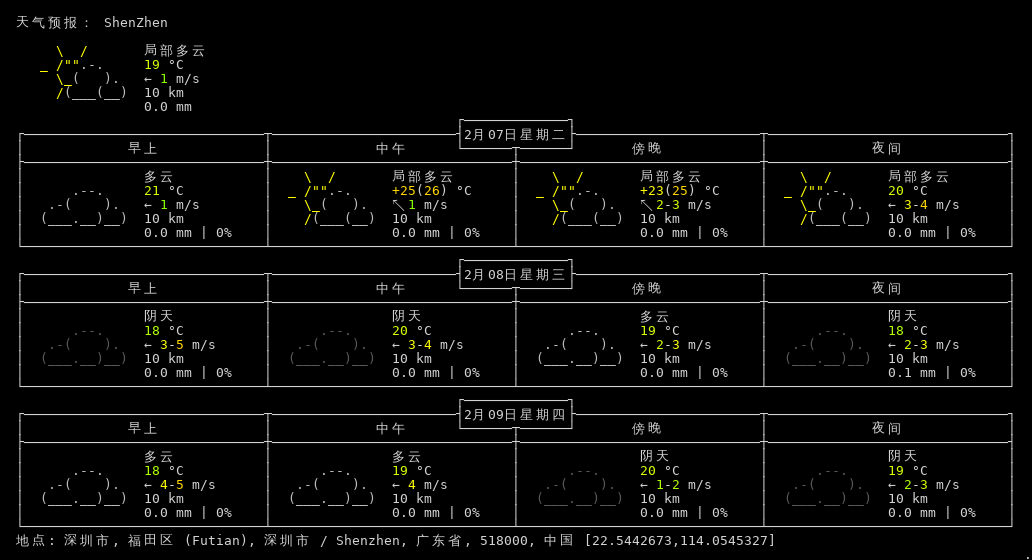 天气预报： ShenZhen
局部多云
19 °C
← 1 m/s
10 km
0.0 mm
2月07日星期二
早上 中午 傍晚 夜间
多云 局部多云 局部多云 局部多云
21 °C +25(26) °C +23(25) °C 20 °C
← 1 m/s ↖ 1 m/s ↖ 2-3 m/s ← 3-4 m/s
10 km 10 km 10 km 10 km
0.0 mm | 0% 0.0 mm | 0% 0.0 mm | 0% 0.0 mm | 0%
2月08日星期三
早上 中午 傍晚 夜间
阴天 阴天 多云 阴天
18 °C 20 °C 19 °C 18 °C
← 3-5 m/s ← 3-4 m/s ← 2-3 m/s ← 2-3 m/s
10 km 10 km 10 km 10 km
0.0 mm | 0% 0.0 mm | 0% 0.0 mm | 0% 0.1 mm | 0%
2月09日星期四
早上 中午 傍晚 夜间
多云 多云 阴天 阴天
18 °C 19 °C 20 °C 19 °C
← 4-5 m/s ← 4 m/s ← 1-2 m/s ← 2-3 m/s
10 km 10 km 10 km 10 km
0.0 mm | 0% 0.0 mm | 0% 0.0 mm | 0% 0.0 mm | 0%
地点: 深圳市, 福田区 (Futian), 深圳市 / Shenzhen, 广东省, 518000, 中国 [22.5442673,114.0545327]